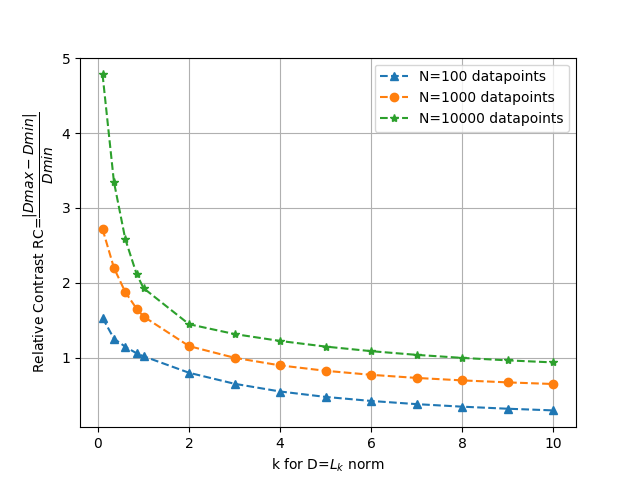 N=100 datapoints
N=1000 datapoints
N=10000 datapoints
5
4
3
2
1
Relative Contrast RC=|Dmax − Dmin|/Dmin
0 2 4 6 8 10
k for D=Lₖ norm